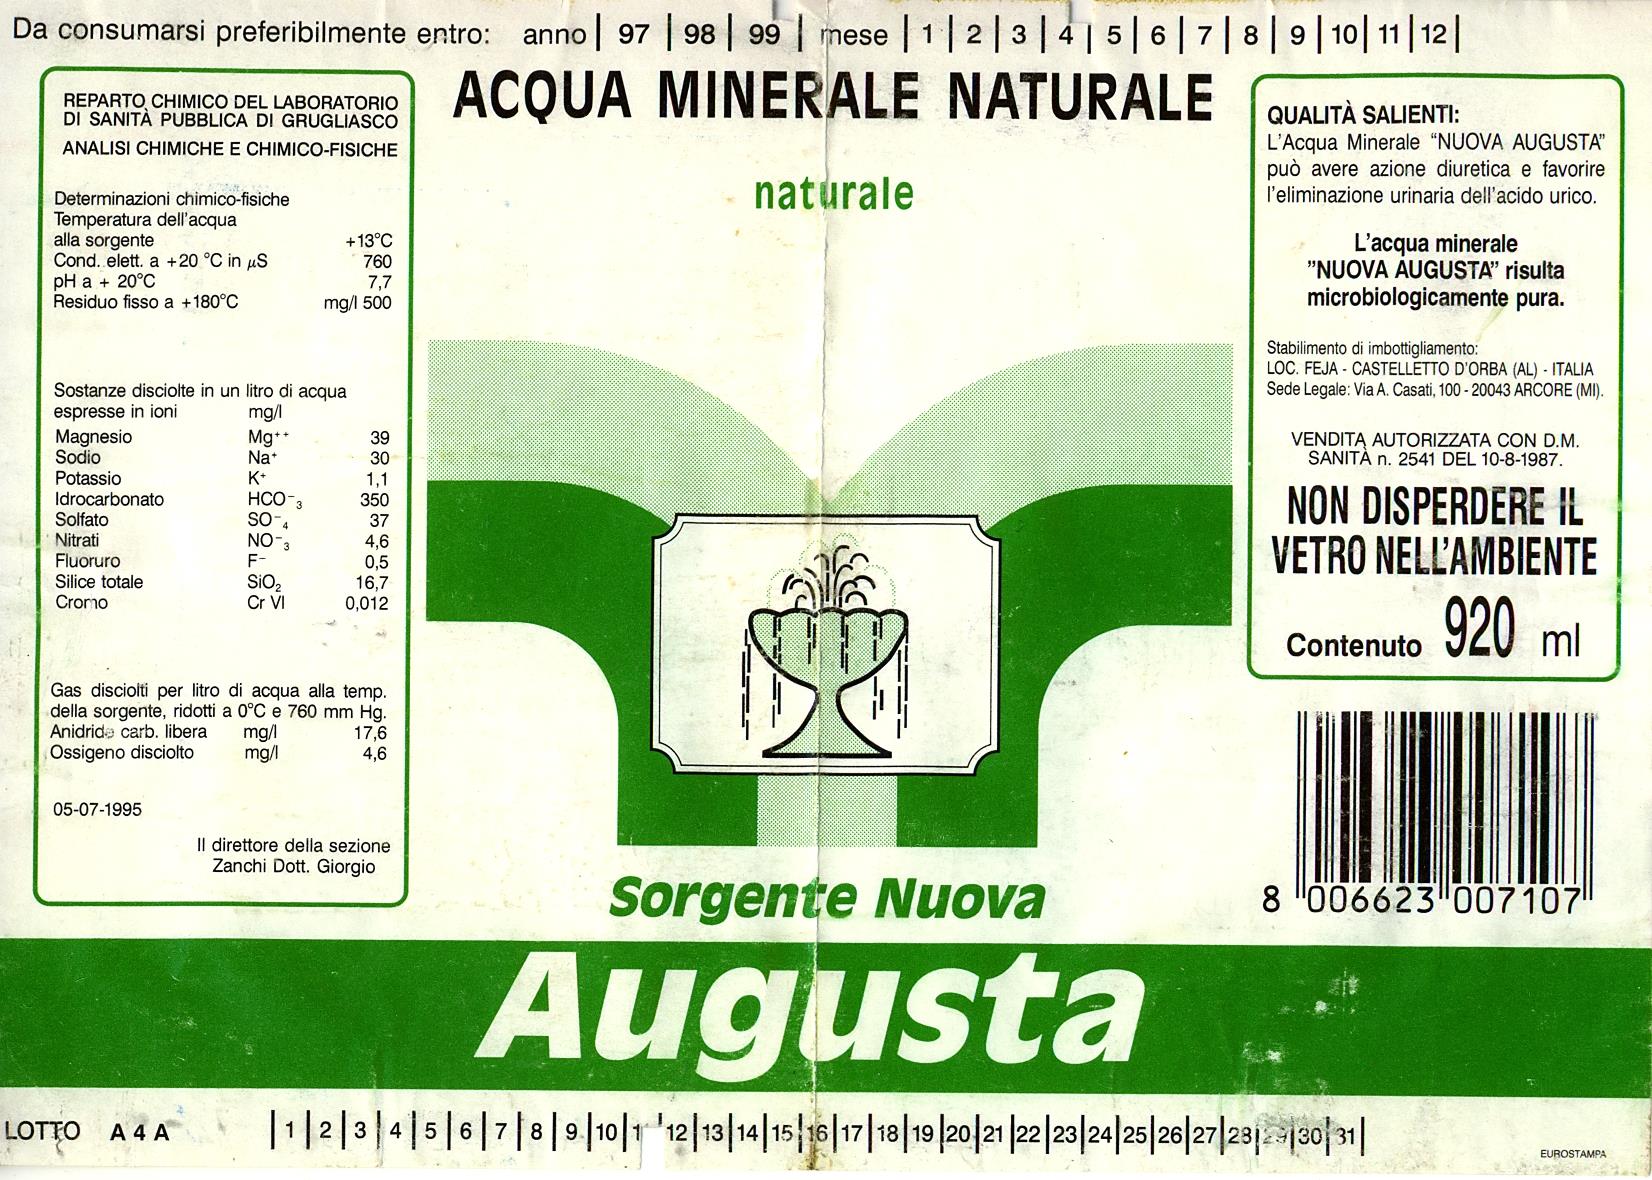 Da consumarsi preferibilmente entro: anno | 97 | 98 | 99 | mese | 1 | 2 | 3 | 4 | 5 | 6 | 7 | 8 | 9 | 10 | 11 | 12 |
REPARTO CHIMICO DEL LABORATORIO
DI SANITÀ PUBBLICA DI GRUGLIASCO
ANALISI CHIMICHE E CHIMICO-FISICHE
Determinazioni chimico-fisiche
Temperatura dell'acqua
alla sorgente +13°C
Cond. elett. a +20 °C in µS 760
pH a + 20°C 7,7
Residuo fisso a +180°C mg/l 500
Sostanze disciolte in un litro di acqua
espresse in ioni mg/l
Magnesio Mg⁺⁺ 39
Sodio Na⁺ 30
Potassio K⁺ 1,1
Idrocarbonato HCO⁻₃ 350
Solfato SO⁻₄ 37
Nitrati NO⁻₃ 4,6
Fluoruro F⁻ 0,5
Silice totale SiO₂ 16,7
Cromo Cr VI 0,012
Gas disciolti per litro di acqua alla temp.
della sorgente, ridotti a 0°C e 760 mm Hg.
Anidride carb. libera mg/l 17,6
Ossigeno disciolto mg/l 4,6
05-07-1995
Il direttore della sezione
Zanchi Dott. Giorgio
ACQUA MINERALE NATURALE
naturale
Sorgente Nuova
Augusta
QUALITÀ SALIENTI:
L'Acqua Minerale "NUOVA AUGUSTA"
può avere azione diuretica e favorire
l'eliminazione urinaria dell'acido urico.
L'acqua minerale
"NUOVA AUGUSTA" risulta
microbiologicamente pura.
Stabilimento di imbottigliamento:
LOC. FEJA - CASTELLETTO D'ORBA (AL) - ITALIA
Sede Legale: Via A. Casati, 100 - 20043 ARCORE (MI).
VENDITA AUTORIZZATA CON D.M.
SANITÀ n. 2541 DEL 10-8-1987.
NON DISPERDERE IL
VETRO NELL'AMBIENTE
Contenuto 920 ml
8 006623 007107
LOTTO A 4 A | 1 | 2 | 3 | 4 | 5 | 6 | 7 | 8 | 9 | 10 | 1 12 | 13 | 14 | 15 | 16 | 17 | 18 | 19 | 20 | 21 | 22 | 23 | 24 | 25 | 26 | 27 | 28 | 29 | 30 | 31 |
EUROSTAMPA